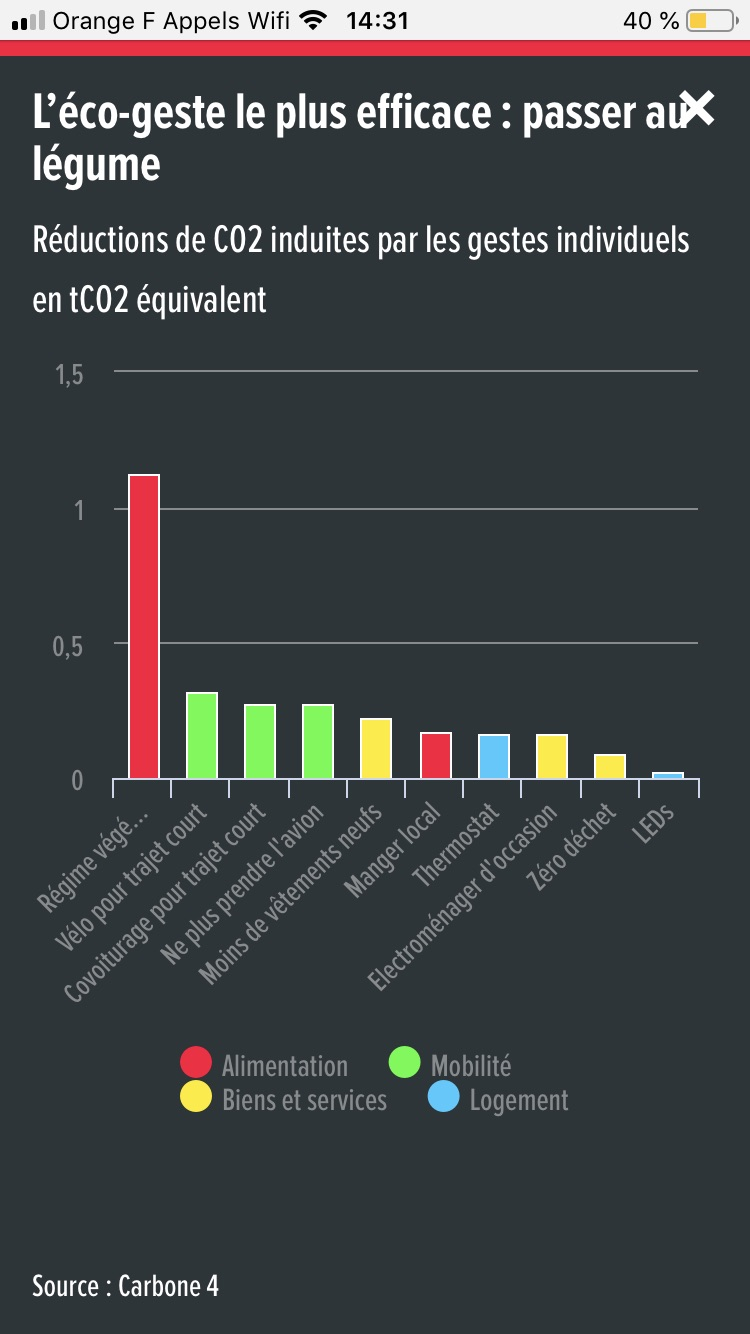 Orange F Appels Wifi 14:31 40 %
L’éco-geste le plus efficace : passer au
légume
Réductions de CO2 induites par les gestes individuels
en tCO2 équivalent
1,5
1
0,5
0
Régime végé…
Vélo pour trajet court
Covoiturage pour trajet court
Ne plus prendre l'avion
Moins de vêtements neufs
Manger local
Thermostat
Electroménager d'occasion
Zéro déchet
LEDs
Alimentation
Mobilité
Biens et services
Logement
Source : Carbone 4